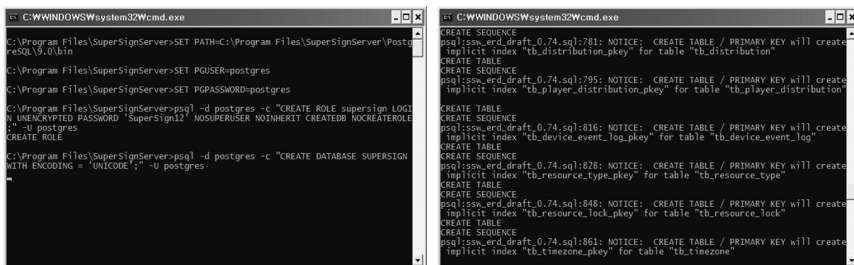 C:₩WINDOWS₩system32₩cmd.exe
C:\Program Files\SuperSignServer>SET PATH=C:\Program Files\SuperSignServer\Postg
reSQL\9.0\bin
C:\Program Files\SuperSignServer>SET PGUSER=postgres
C:\Program Files\SuperSignServer>SET PGPASSWORD=postgres
C:\Program Files\SuperSignServer>psql -d postgres -c "CREATE ROLE supersign LOGI
N UNENCRYPTED PASSWORD 'SuperSign12' NOSUPERUSER NOINHERIT CREATEDB NOCREATEROLE
;" -U postgres
CREATE ROLE
C:\Program Files\SuperSignServer>psql -d postgres -c "CREATE DATABASE SUPERSIGN
WITH ENCODING = 'UNICODE';" -U postgres
C:₩WINDOWS₩system32₩cmd.exe
CREATE SEQUENCE
psql:ssw_erd_draft_0.74.sql:781: NOTICE:  CREATE TABLE / PRIMARY KEY will create
implicit index "tb_distribution_pkey" for table "tb_distribution"
CREATE TABLE
CREATE SEQUENCE
psql:ssw_erd_draft_0.74.sql:795: NOTICE:  CREATE TABLE / PRIMARY KEY will create
implicit index "tb_player_distribution_pkey" for table "tb_player_distribution"
CREATE TABLE
CREATE SEQUENCE
psql:ssw_erd_draft_0.74.sql:816: NOTICE:  CREATE TABLE / PRIMARY KEY will create
implicit index "tb_device_event_log_pkey" for table "tb_device_event_log"
CREATE TABLE
CREATE SEQUENCE
psql:ssw_erd_draft_0.74.sql:828: NOTICE:  CREATE TABLE / PRIMARY KEY will create
implicit index "tb_resource_type_pkey" for table "tb_resource_type"
CREATE TABLE
CREATE SEQUENCE
psql:ssw_erd_draft_0.74.sql:848: NOTICE:  CREATE TABLE / PRIMARY KEY will create
implicit index "tb_resource_lock_pkey" for table "tb_resource_lock"
CREATE TABLE
CREATE SEQUENCE
psql:ssw_erd_draft_0.74.sql:861: NOTICE:  CREATE TABLE / PRIMARY KEY will create
implicit index "tb_timezone_pkey" for table "tb_timezone"